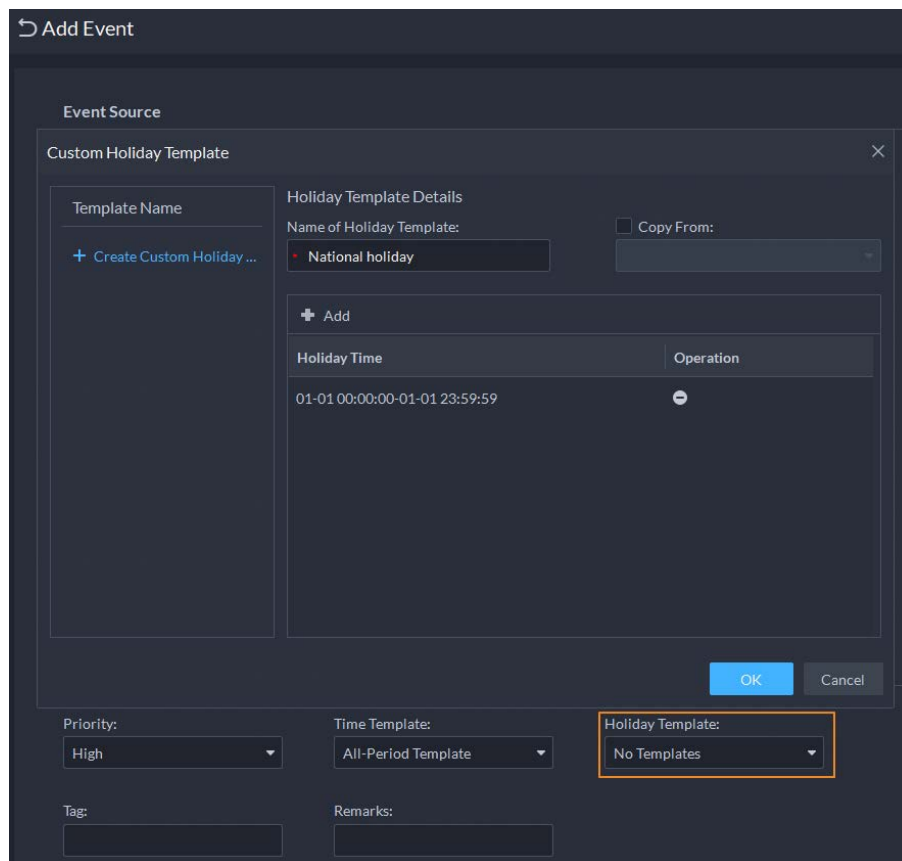 Add Event
Event Source
Custom Holiday Template
Template Name
+ Create Custom Holiday ...
Holiday Template Details
Name of Holiday Template:
Copy From:
* National holiday
Add
Holiday Time
Operation
01-01 00:00:00-01-01 23:59:59
OK
Cancel
Priority:
Time Template:
Holiday Template:
High
All-Period Template
No Templates
Tag:
Remarks: